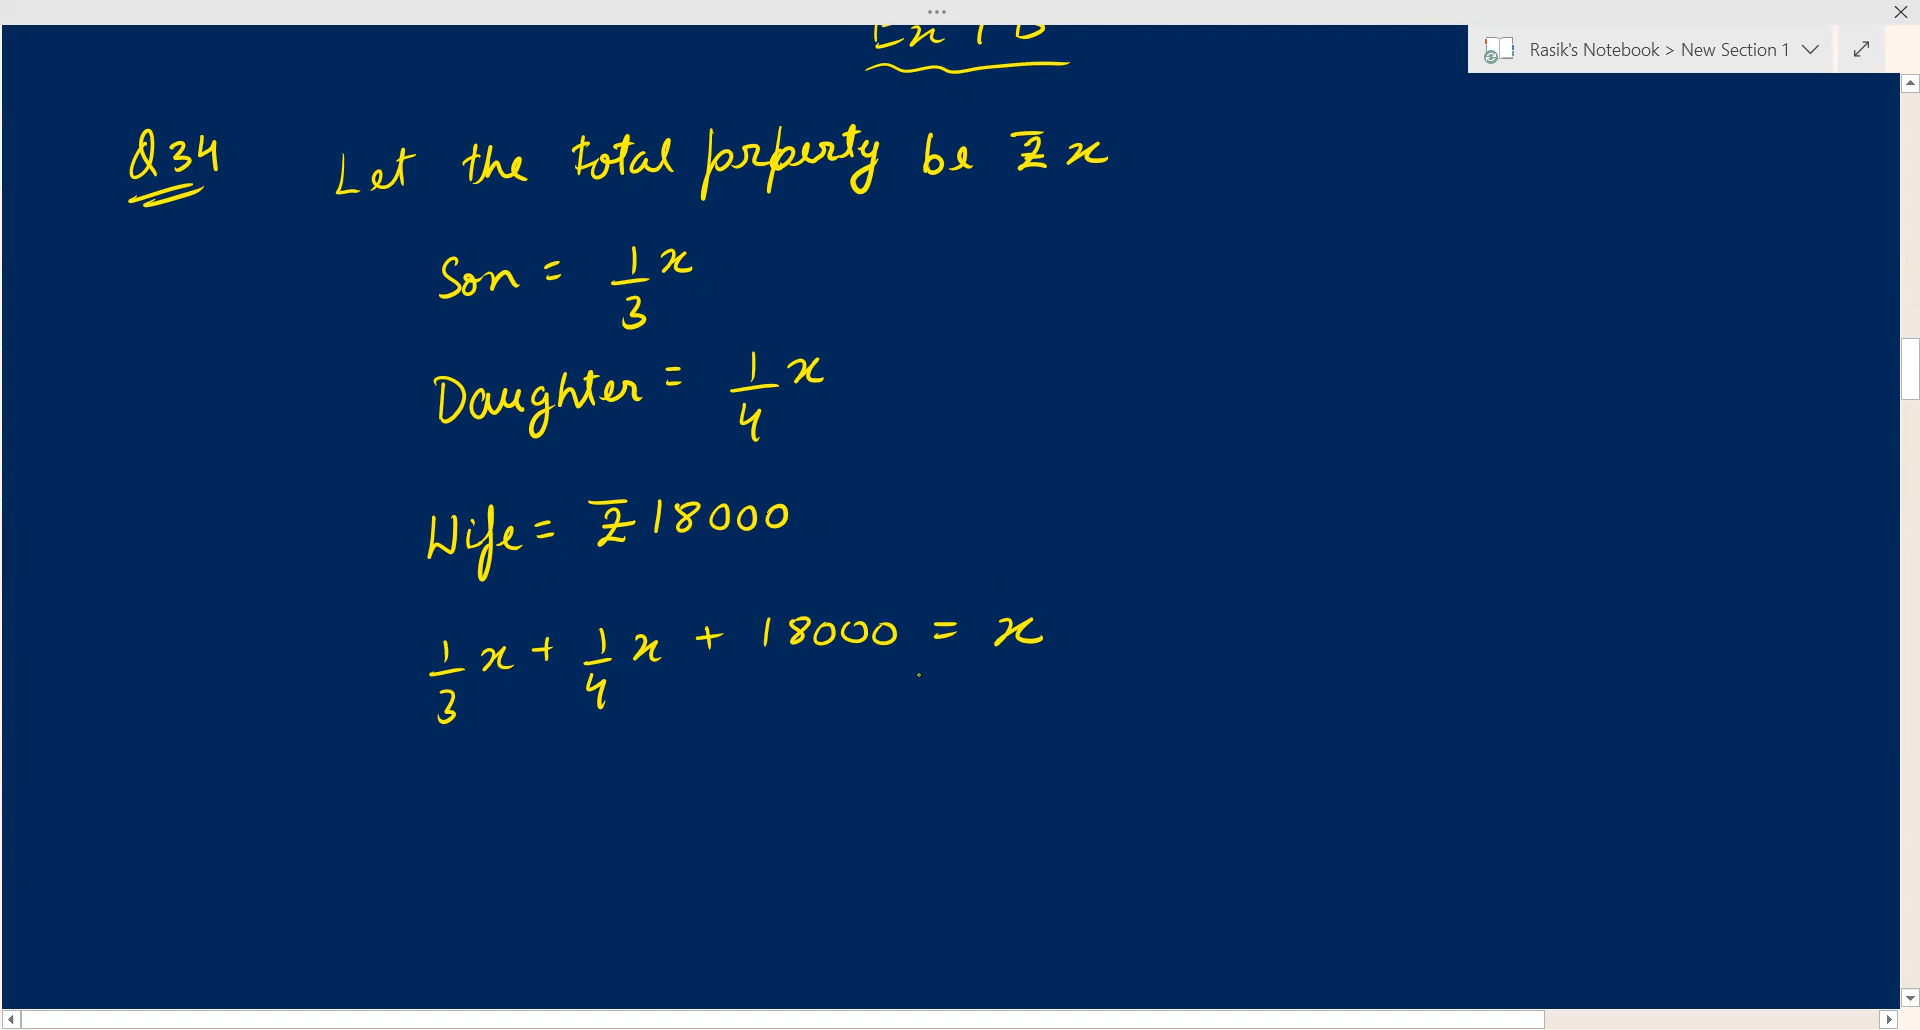 Rasik's Notebook > New Section 1
Q34 Let the total property be ₹ x
Son = 1/3 x
Daughter = 1/4 x
Wife = ₹ 18000
1/3 x + 1/4 x + 18000 = x